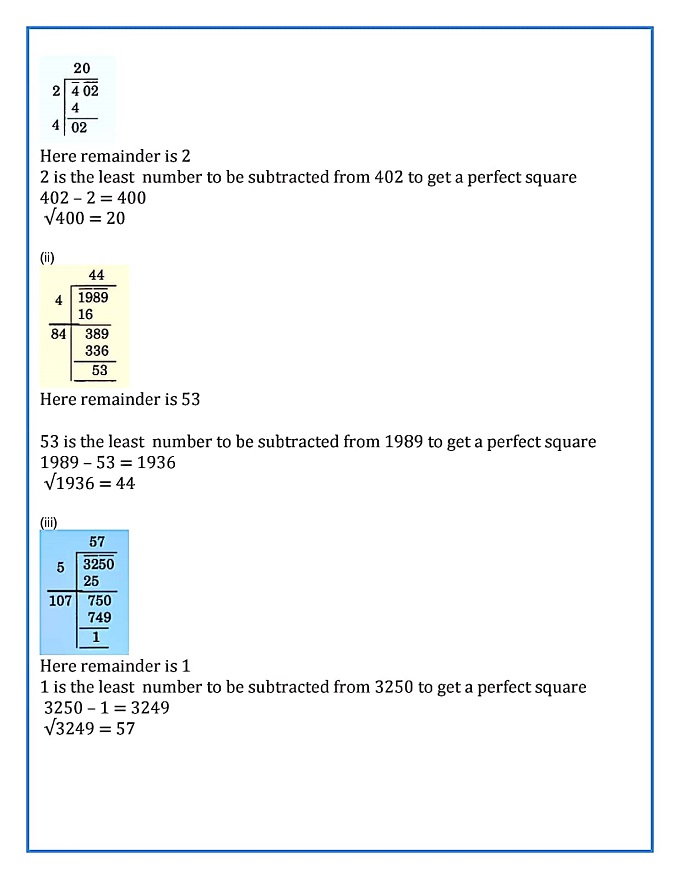 20
2 4 02
4
4 02
Here remainder is 2
2 is the least number to be subtracted from 402 to get a perfect square
402 – 2 = 400
√400 = 20
(ii)
44
4 1989
16
84 389
336
53
Here remainder is 53
53 is the least number to be subtracted from 1989 to get a perfect square
1989 – 53 = 1936
√1936 = 44
(iii)
57
5 3250
25
107 750
749
1
Here remainder is 1
1 is the least number to be subtracted from 3250 to get a perfect square
3250 – 1 = 3249
√3249 = 57